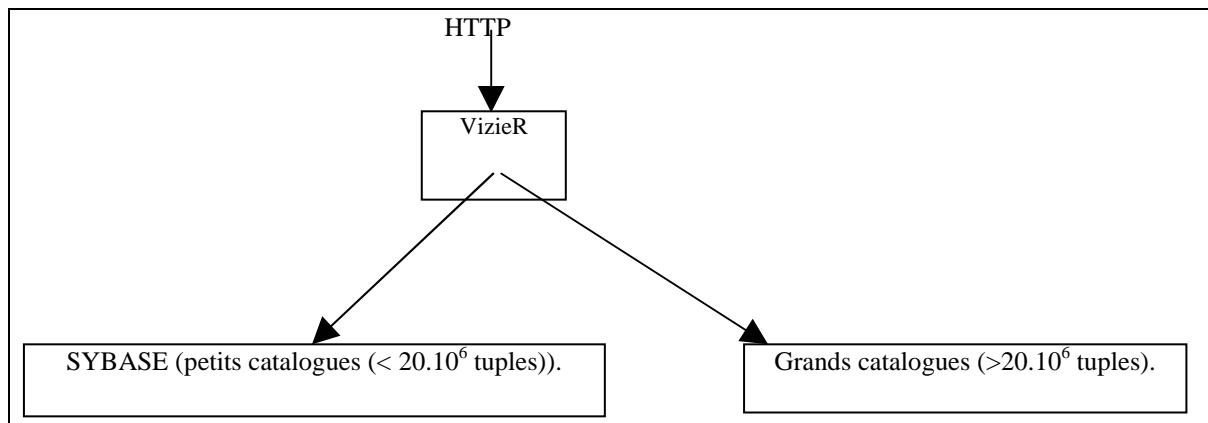 HTTP
VizieR
SYBASE (petits catalogues (< 20.10⁶ tuples)).
Grands catalogues (>20.10⁶ tuples).